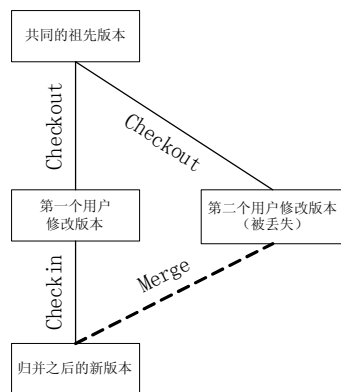 共同的祖先版本
Checkout
Checkout
第一个用户
修改版本
第二个用户修改版本
（被丢失）
Checkin
Merge
归并之后的新版本